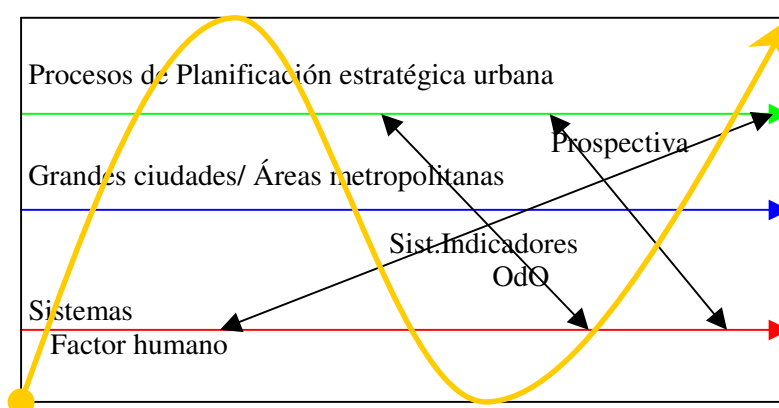 Procesos de Planificación estratégica urbana
Prospectiva
Grandes ciudades/ Áreas metropolitanas
Sist.Indicadores
OdO
Sistemas
Factor humano